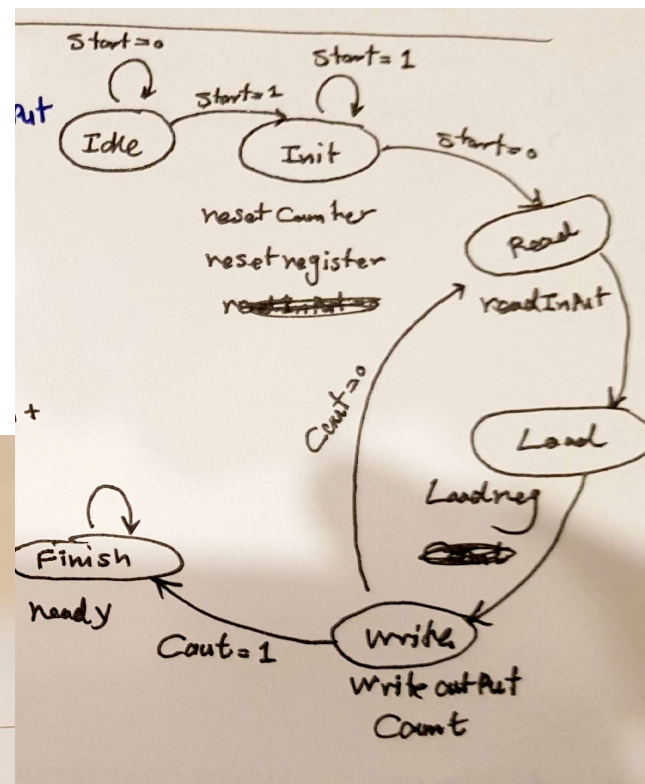 Start=0
Start=1
Start=1
put
Idle
Init
Start=0
reset Counter
reset register
Read
readInput
Cout=0
+
Load
Loadreg
Finish
ready
Cout=1
Write
Write output
Count